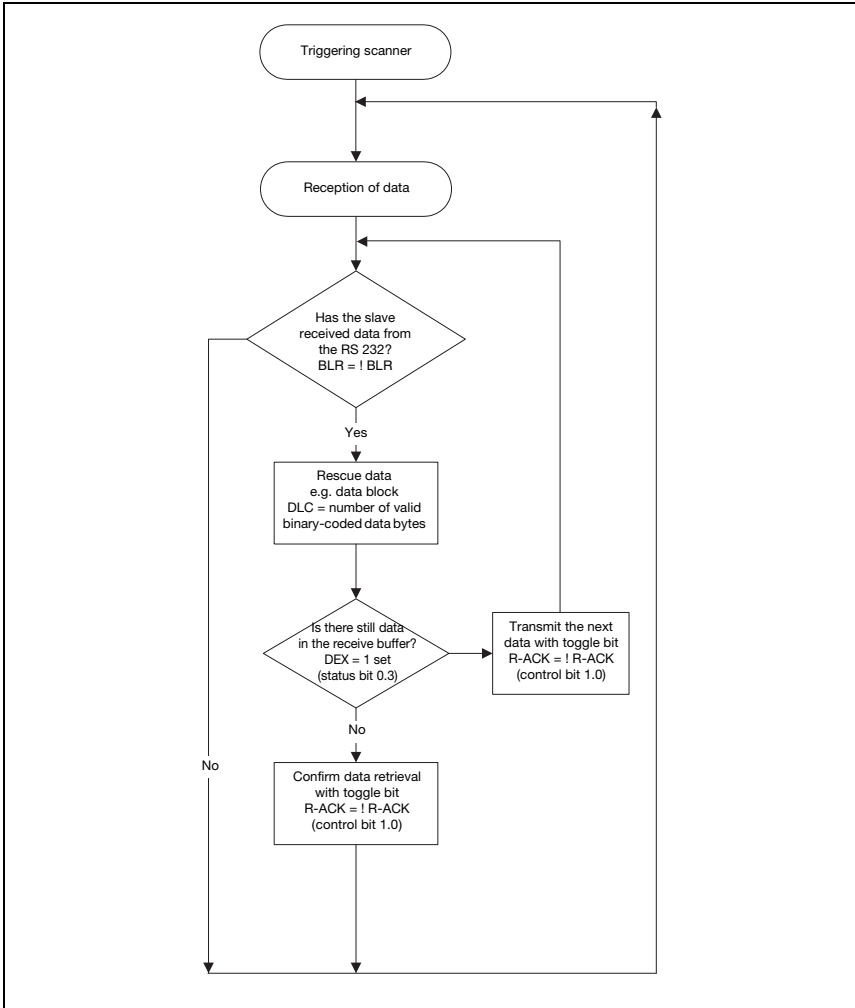 Triggering scanner
Reception of data
Has the slave
received data from
the RS 232?
BLR = ! BLR
Yes
Rescue data
e.g. data block
DLC = number of valid
binary-coded data bytes
Is there still data
in the receive buffer?
DEX = 1 set
(status bit 0.3)
Transmit the next
data with toggle bit
R-ACK = ! R-ACK
(control bit 1.0)
No
No
Confirm data retrieval
with toggle bit
R-ACK = ! R-ACK
(control bit 1.0)